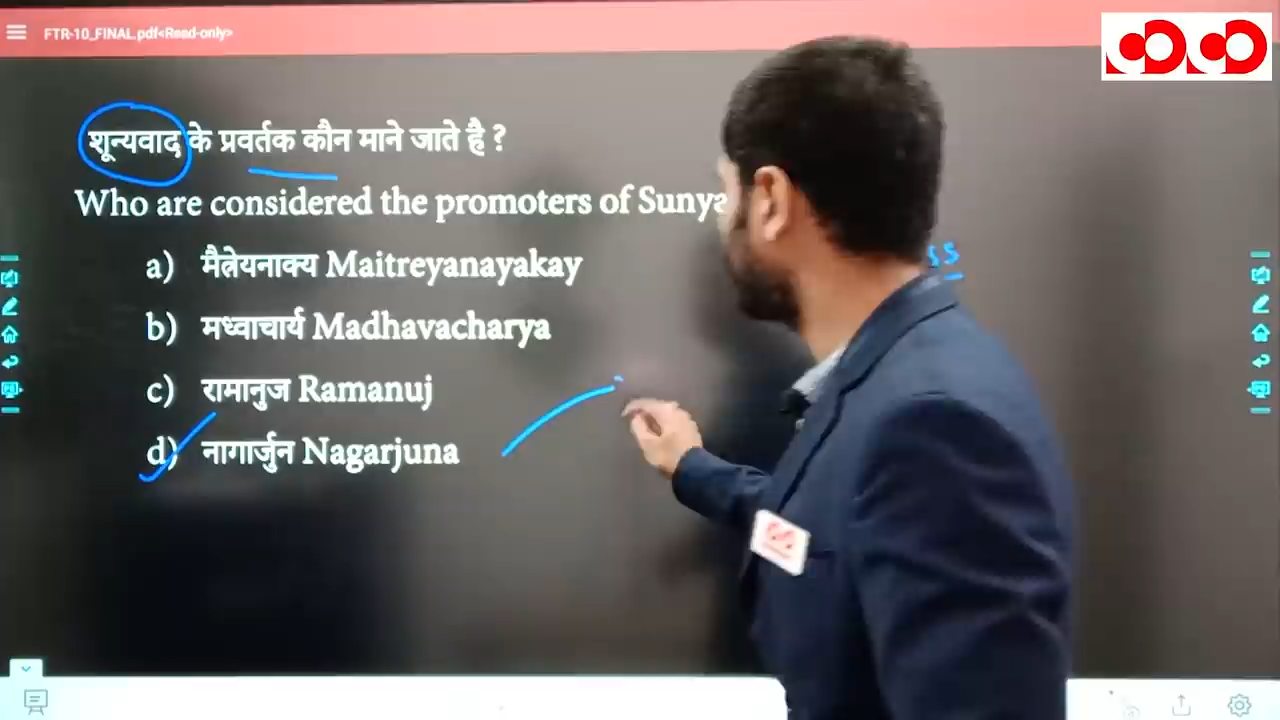 FTR-10_FINAL.pdf<Read-only>
शून्यवाद के प्रवर्तक कौन माने जाते है ?
Who are considered the promoters of Sunya
a) मैत्रेयनाक्य Maitreyanayakay
b) मध्वाचार्य Madhavacharya
c) रामानुज Ramanuj
d) नागार्जुन Nagarjuna